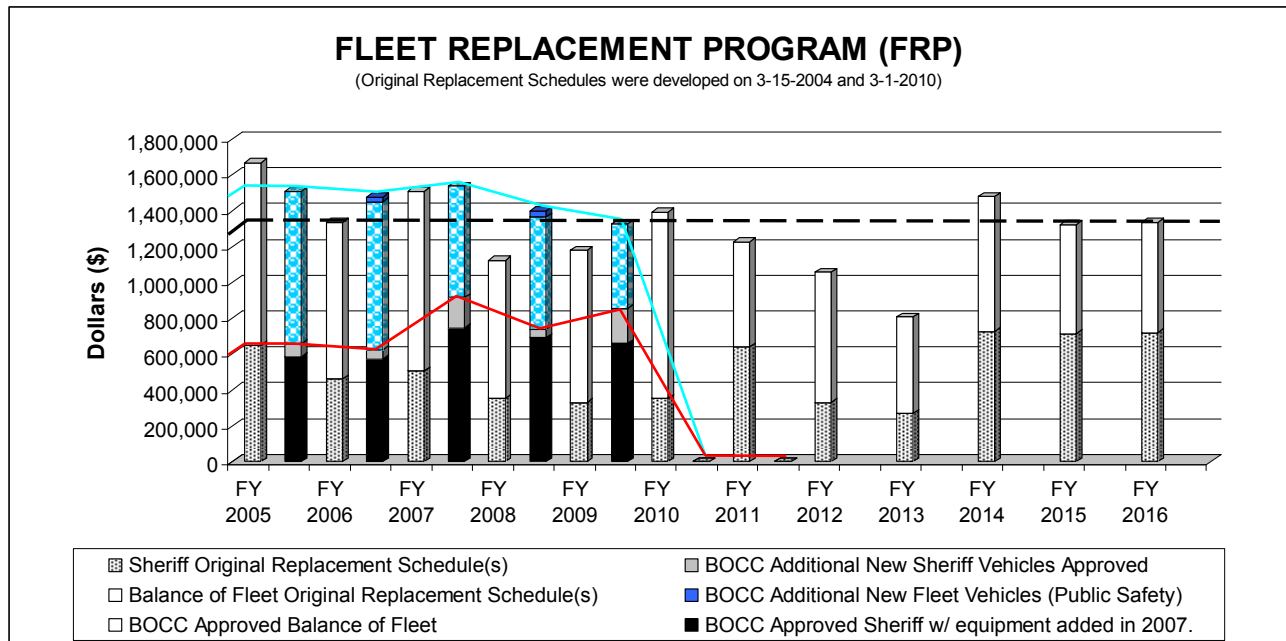 FLEET REPLACEMENT PROGRAM (FRP)
(Original Replacement Schedules were developed on 3-15-2004 and 3-1-2010)
Dollars ($)
1,800,000
1,600,000
1,400,000
1,200,000
1,000,000
800,000
600,000
400,000
200,000
0
FY 2005
FY 2006
FY 2007
FY 2008
FY 2009
FY 2010
FY 2011
FY 2012
FY 2013
FY 2014
FY 2015
FY 2016
Sheriff Original Replacement Schedule(s)
BOCC Additional New Sheriff Vehicles Approved
Balance of Fleet Original Replacement Schedule(s)
BOCC Additional New Fleet Vehicles (Public Safety)
BOCC Approved Balance of Fleet
BOCC Approved Sheriff w/ equipment added in 2007.